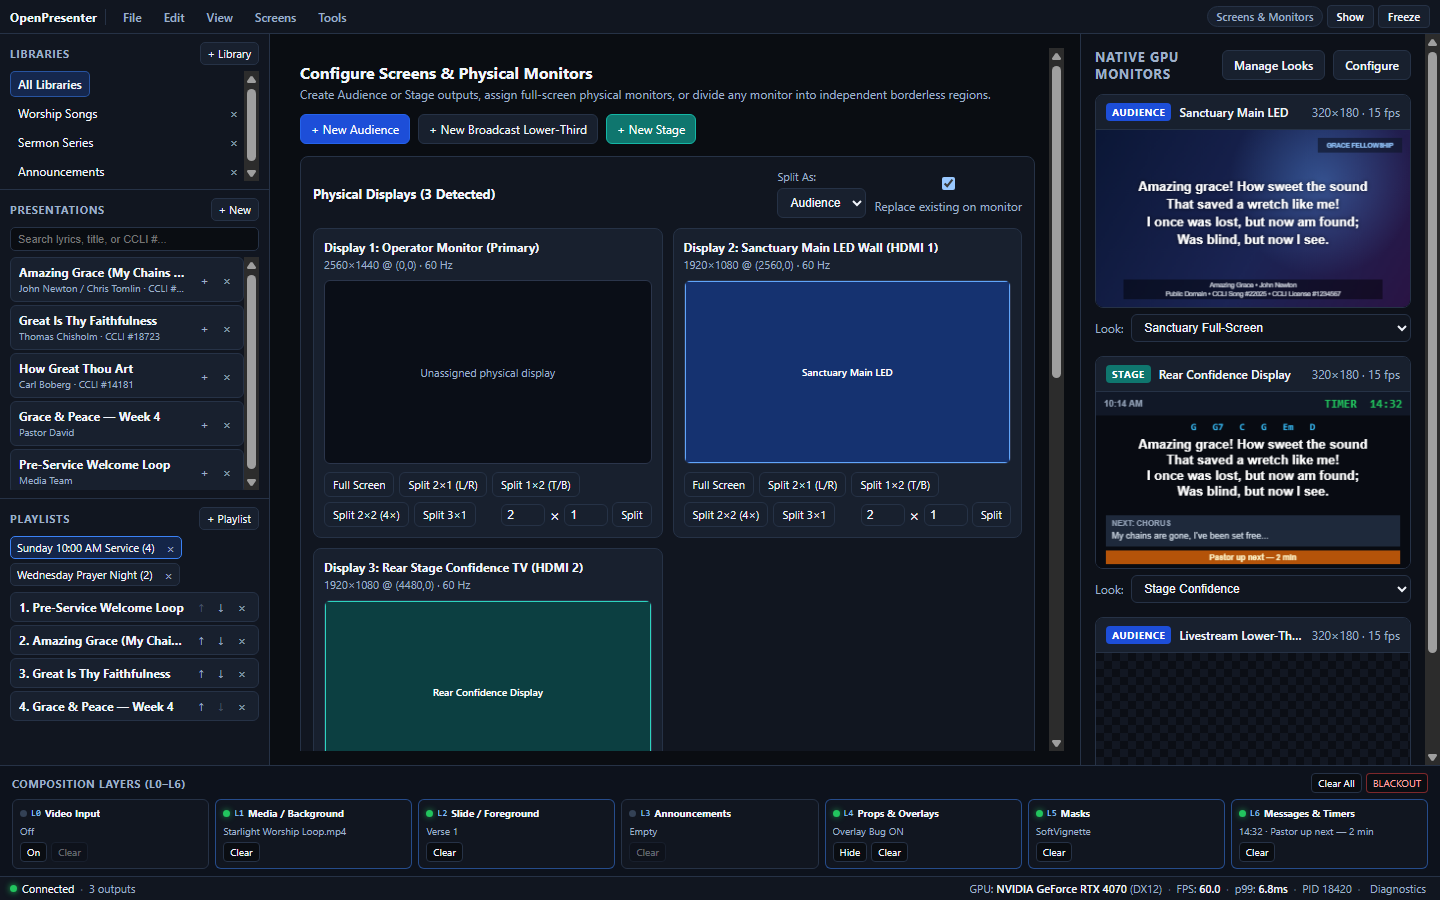 OpenPresenter
File
Edit
View
Screens
Tools
Screens & Monitors
Show
Freeze
LIBRARIES
+ Library
All Libraries
Worship Songs ×
Sermon Series ×
Announcements ×
PRESENTATIONS
+ New
Search lyrics, title, or CCLI #...
Amazing Grace (My Chains ...
John Newton / Chris Tomlin · CCLI #...
+ ×
Great Is Thy Faithfulness
Thomas Chisholm · CCLI #18723
+ ×
How Great Thou Art
Carl Boberg · CCLI #14181
+ ×
Grace & Peace — Week 4
Pastor David
+ ×
Pre-Service Welcome Loop
Media Team
+ ×
PLAYLISTS
+ Playlist
Sunday 10:00 AM Service (4) ×
Wednesday Prayer Night (2) ×
1. Pre-Service Welcome Loop ↑ ↓ ×
2. Amazing Grace (My Chai... ↑ ↓ ×
3. Great Is Thy Faithfulness ↑ ↓ ×
4. Grace & Peace — Week 4 ↑ ↓ ×
Configure Screens & Physical Monitors
Create Audience or Stage outputs, assign full-screen physical monitors, or divide any monitor into independent borderless regions.
+ New Audience
+ New Broadcast Lower-Third
+ New Stage
Physical Displays (3 Detected)
Split As:
Audience
Replace existing on monitor
Display 1: Operator Monitor (Primary)
2560×1440 @ (0,0) · 60 Hz
Unassigned physical display
Full Screen
Split 2×1 (L/R)
Split 1×2 (T/B)
Split 2×2 (4×)
Split 3×1
2 × 1
Split
Display 2: Sanctuary Main LED Wall (HDMI 1)
1920×1080 @ (2560,0) · 60 Hz
Sanctuary Main LED
Full Screen
Split 2×1 (L/R)
Split 1×2 (T/B)
Split 2×2 (4×)
Split 3×1
2 × 1
Split
Display 3: Rear Stage Confidence TV (HDMI 2)
1920×1080 @ (4480,0) · 60 Hz
Rear Confidence Display
NATIVE GPU
MONITORS
Manage Looks
Configure
AUDIENCE Sanctuary Main LED 320×180 · 15 fps
GRACE FELLOWSHIP
Amazing grace! How sweet the sound
That saved a wretch like me!
I once was lost, but now am found;
Was blind, but now I see.
Amazing Grace • John Newton
Public Domain • CCLI Song #22025 • CCLI License #1234567
Look: Sanctuary Full-Screen
STAGE Rear Confidence Display 320×180 · 15 fps
10:14 AM
TIMER 14:32
G G7 C G Em D
Amazing grace! How sweet the sound
That saved a wretch like me!
I once was lost, but now am found;
Was blind, but now I see.
NEXT: CHORUS
My chains are gone, I've been set free...
Pastor up next — 2 min
Look: Stage Confidence
AUDIENCE Livestream Lower-Th... 320×180 · 15 fps
COMPOSITION LAYERS (L0–L6)
Clear All
BLACKOUT
L0 Video Input
Off
On
Clear
L1 Media / Background
Starlight Worship Loop.mp4
Clear
L2 Slide / Foreground
Verse 1
Clear
L3 Announcements
Empty
Clear
L4 Props & Overlays
Overlay Bug ON
Hide
Clear
L5 Masks
SoftVignette
Clear
L6 Messages & Timers
14:32 · Pastor up next — 2 min
Clear
Connected · 3 outputs
GPU: NVIDIA GeForce RTX 4070 (DX12) · FPS: 60.0 · p99: 6.8ms · PID 18420 · Diagnostics